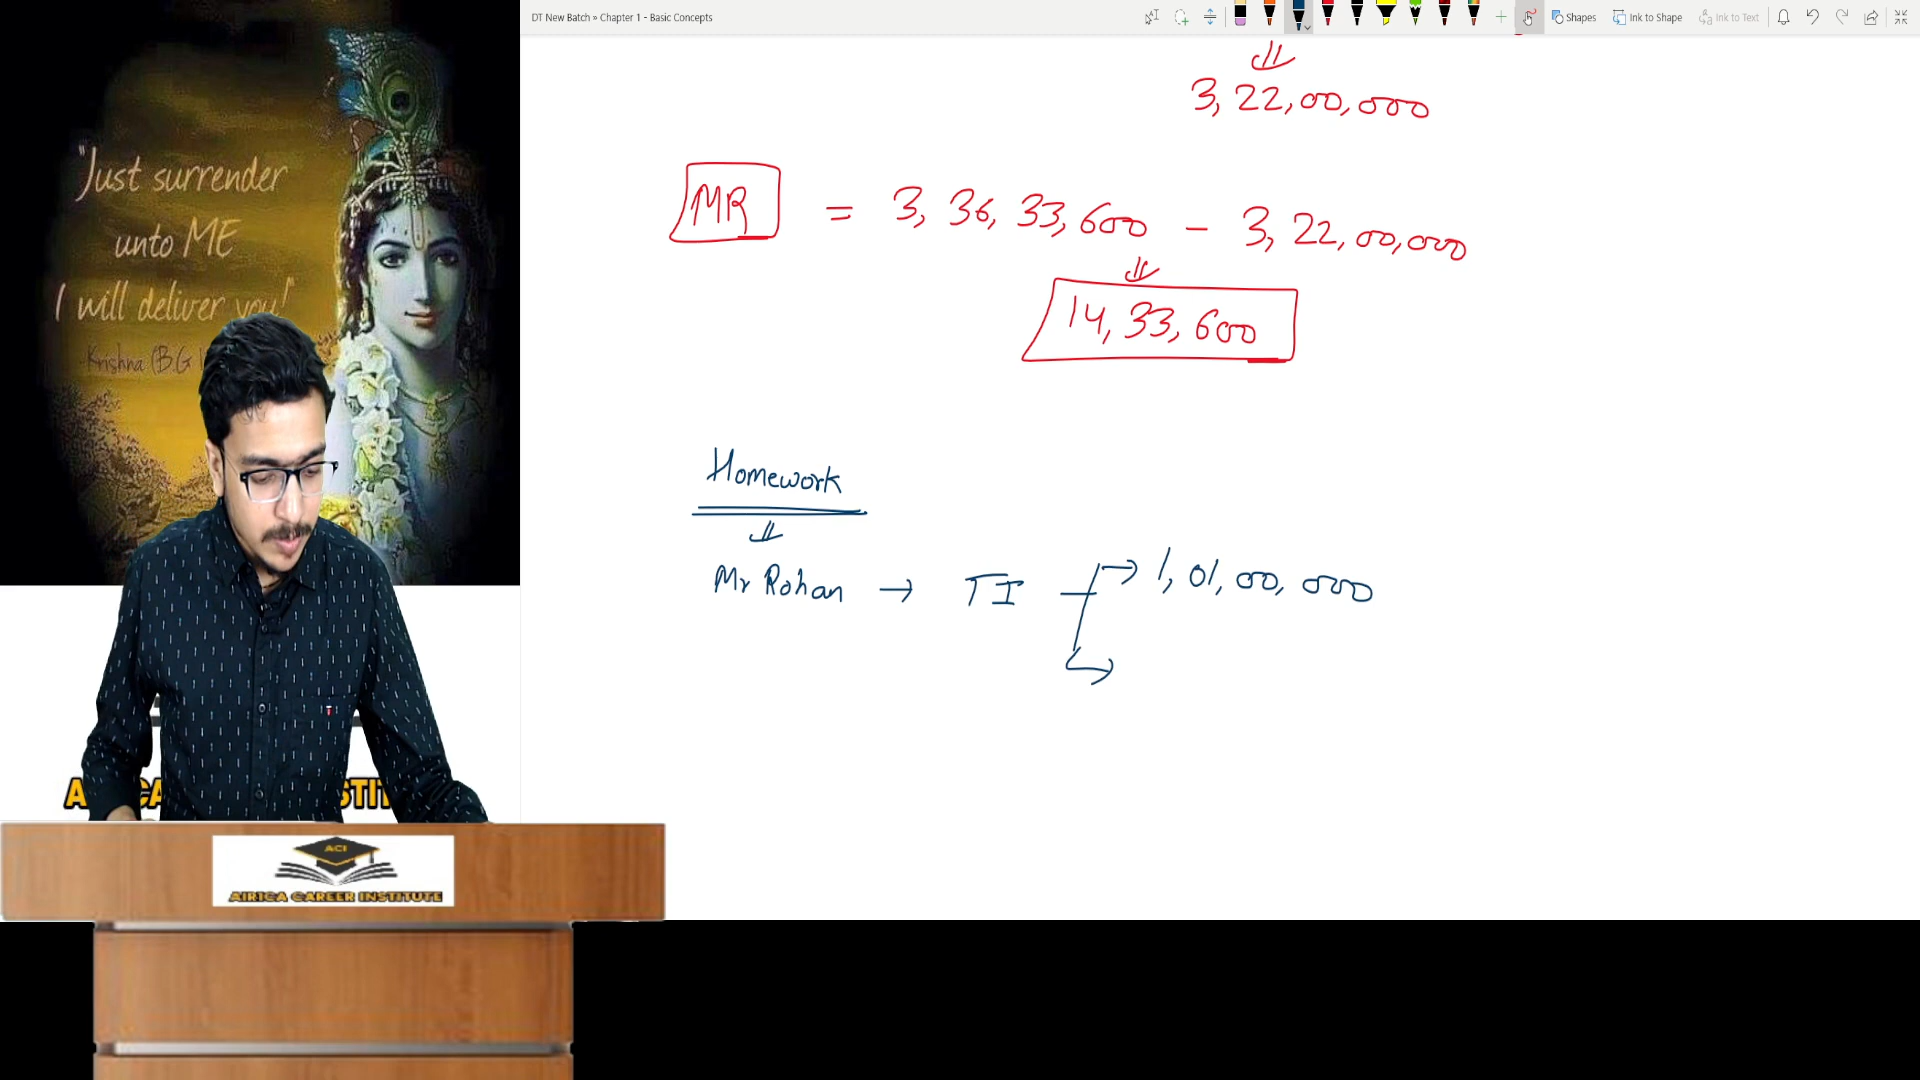 DT New Batch » Chapter 1 - Basic Concepts
Shapes
Ink to Shape
Ink to Text
3,22,00,000
MR = 3,36,33,600 - 3,22,00,000
14,33,600
Homework
Mr Rohan → TI → 1,01,00,000
"Just surrender
unto ME
I will deliver you!"
Krishna (B.G
ACI
AIRICA CAREER INSTITUTE